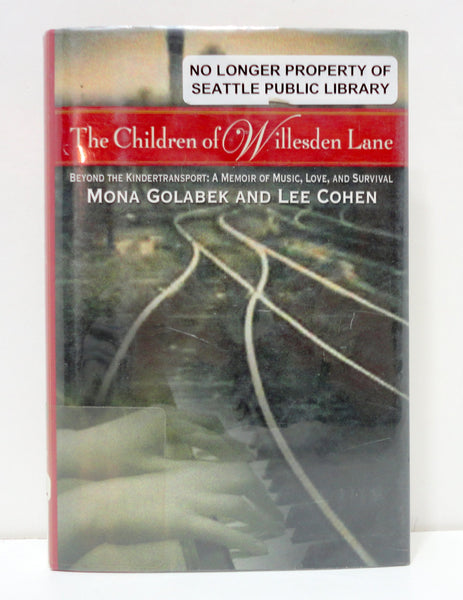 NO LONGER PROPERTY OF
SEATTLE PUBLIC LIBRARY
The Children of Willesden Lane
BEYOND THE KINDERTRANSPORT: A MEMOIR OF MUSIC, LOVE, AND SURVIVAL
MONA GOLABEK AND LEE COHEN